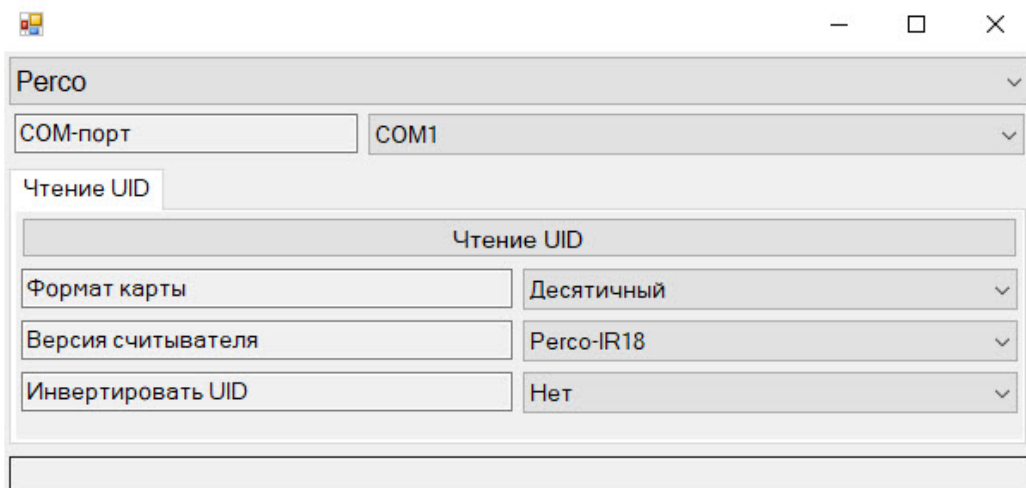 Perco
COM-порт COM1
Чтение UID
Чтение UID
Формат карты Десятичный
Версия считывателя Perco-IR18
Инвертировать UID Нет